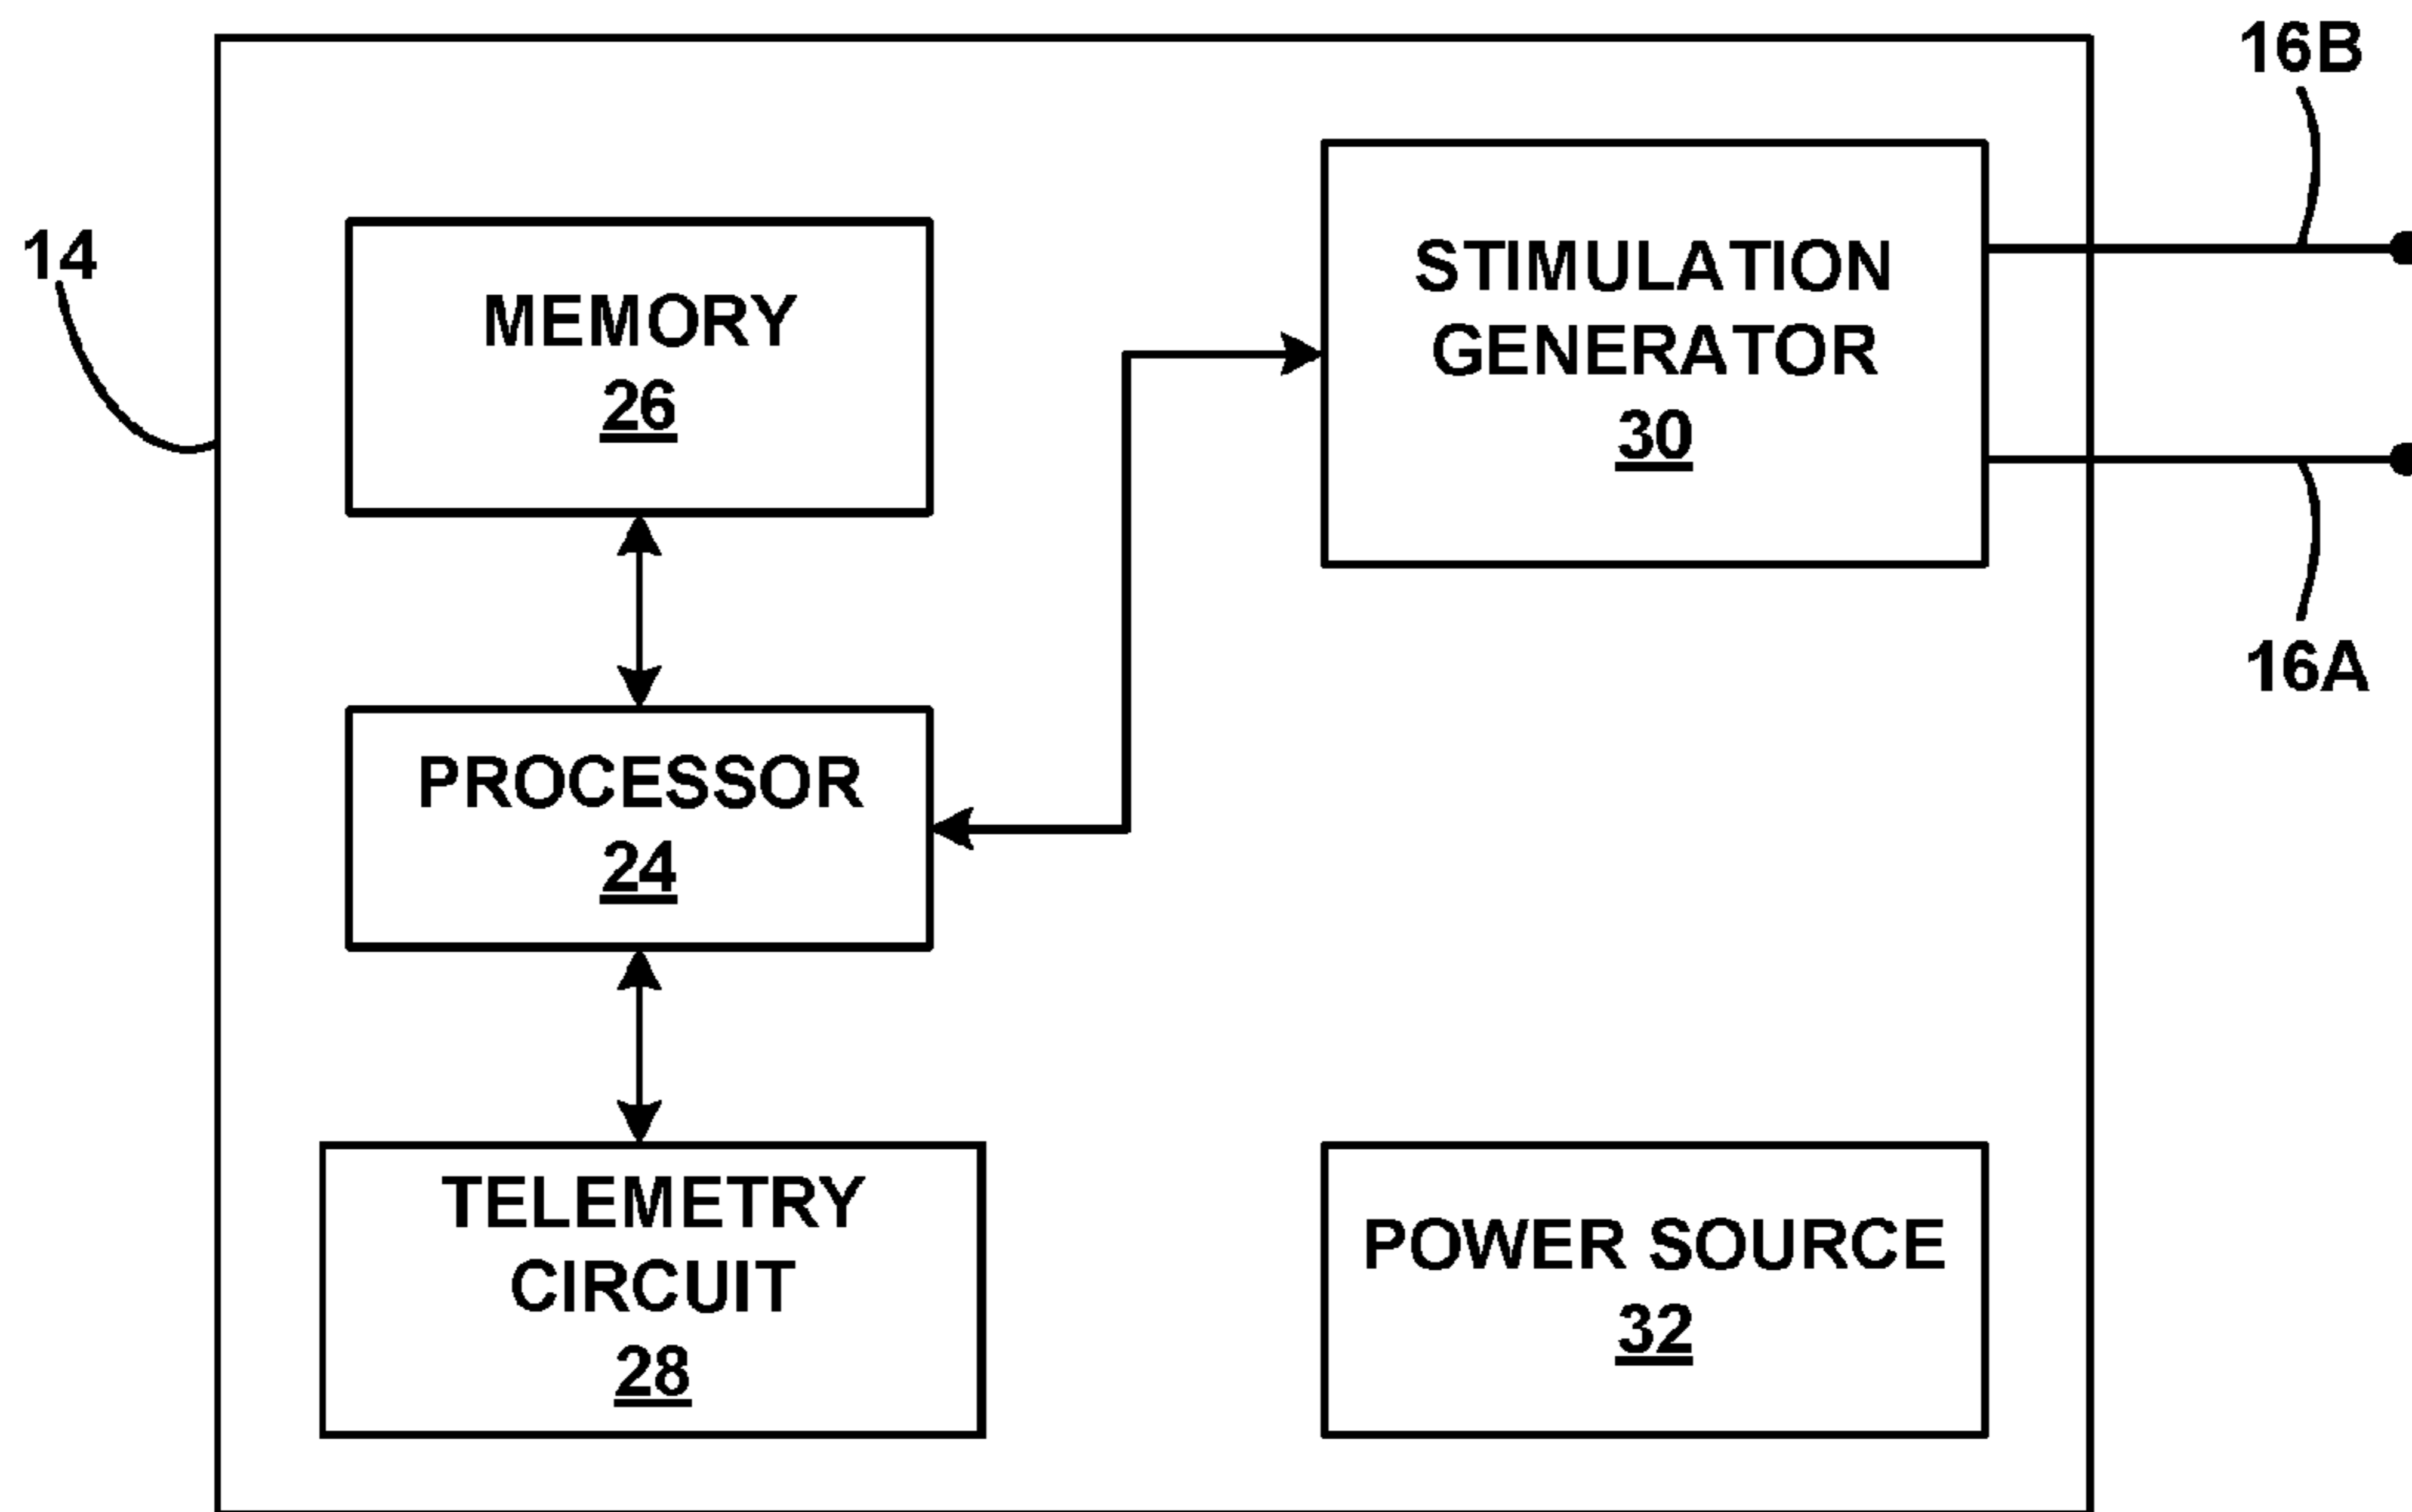 16B
14
MEMORY
26
STIMULATION
GENERATOR
30
16A
PROCESSOR
24
TELEMETRY
CIRCUIT
28
POWER SOURCE
32